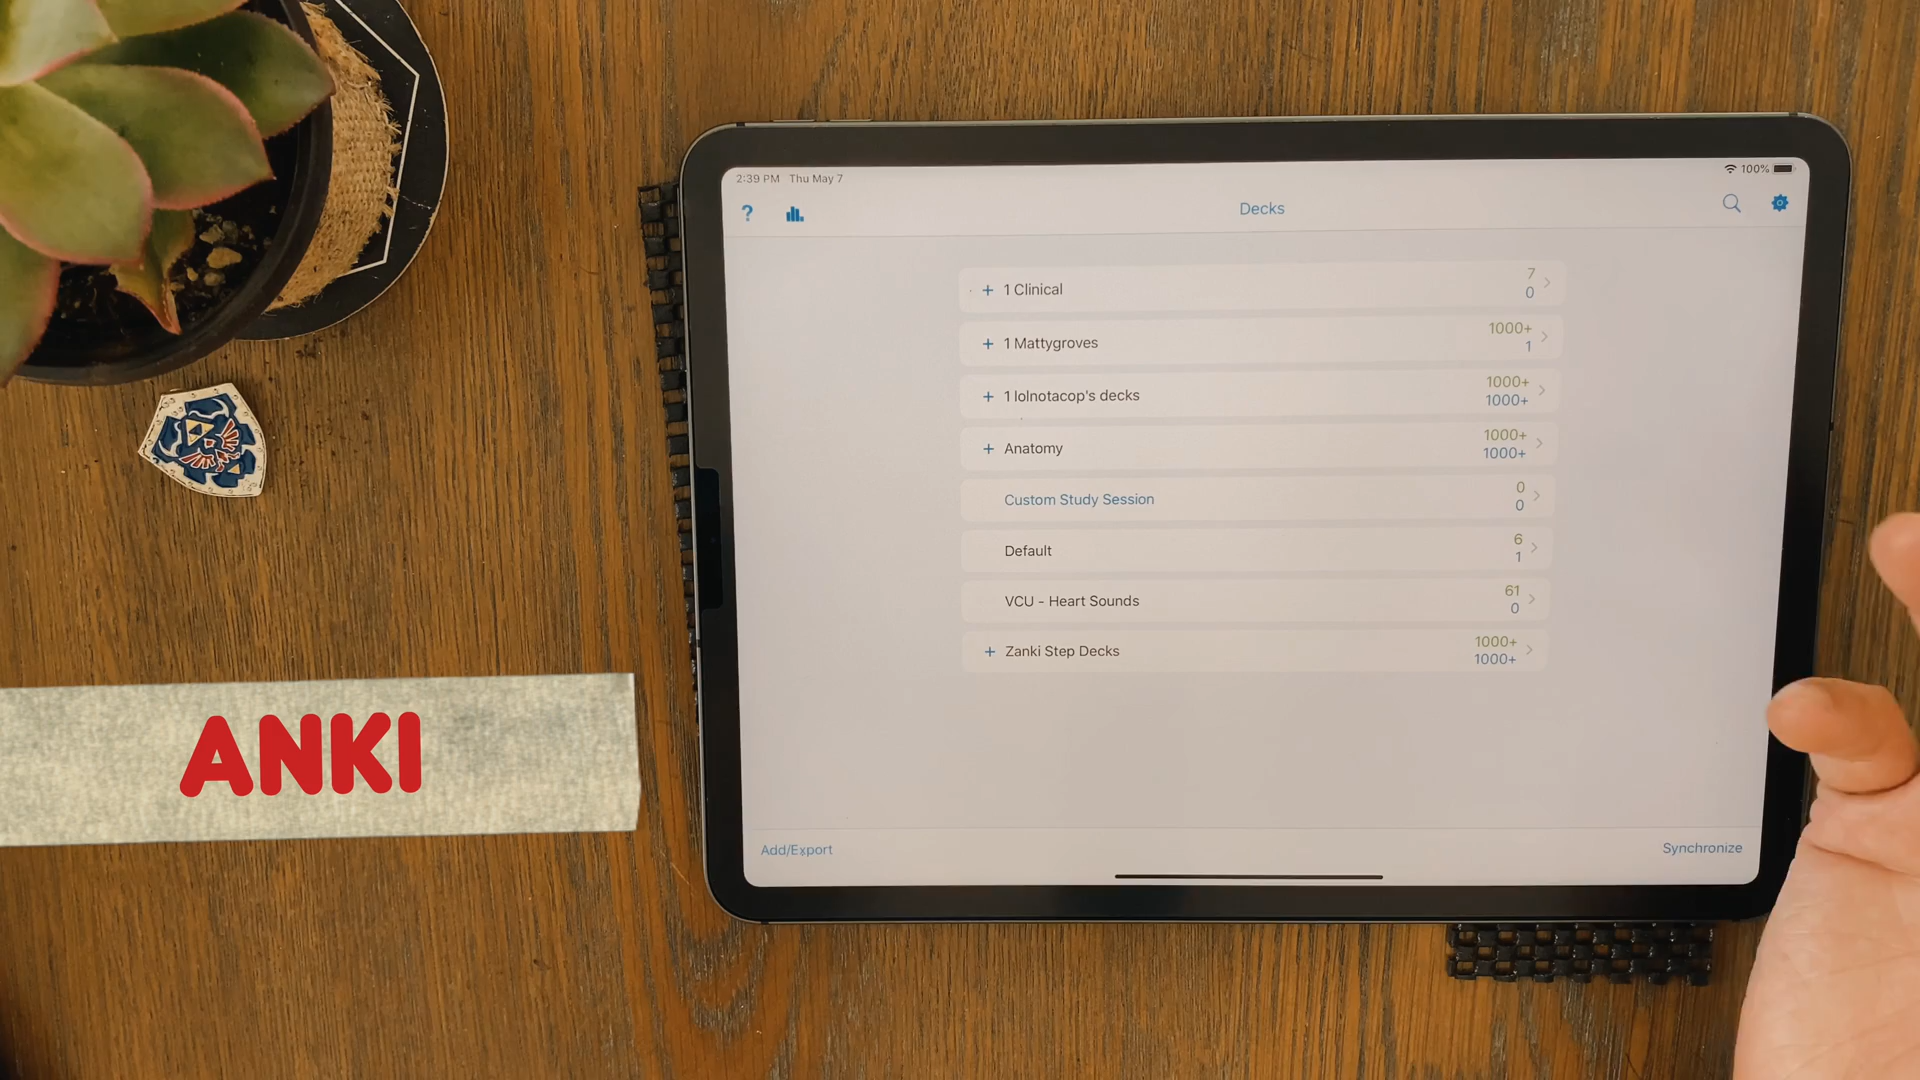 2:39 PM Thu May 7
100%
?
Decks
+ 1 Clinical 7
0
+ 1 Mattygroves 1000+
1
+ 1 lolnotacop's decks 1000+
1000+
+ Anatomy 1000+
1000+
Custom Study Session 0
0
Default 6
1
VCU - Heart Sounds 61
0
+ Zanki Step Decks 1000+
1000+
Add/Export
Synchronize
ANKI